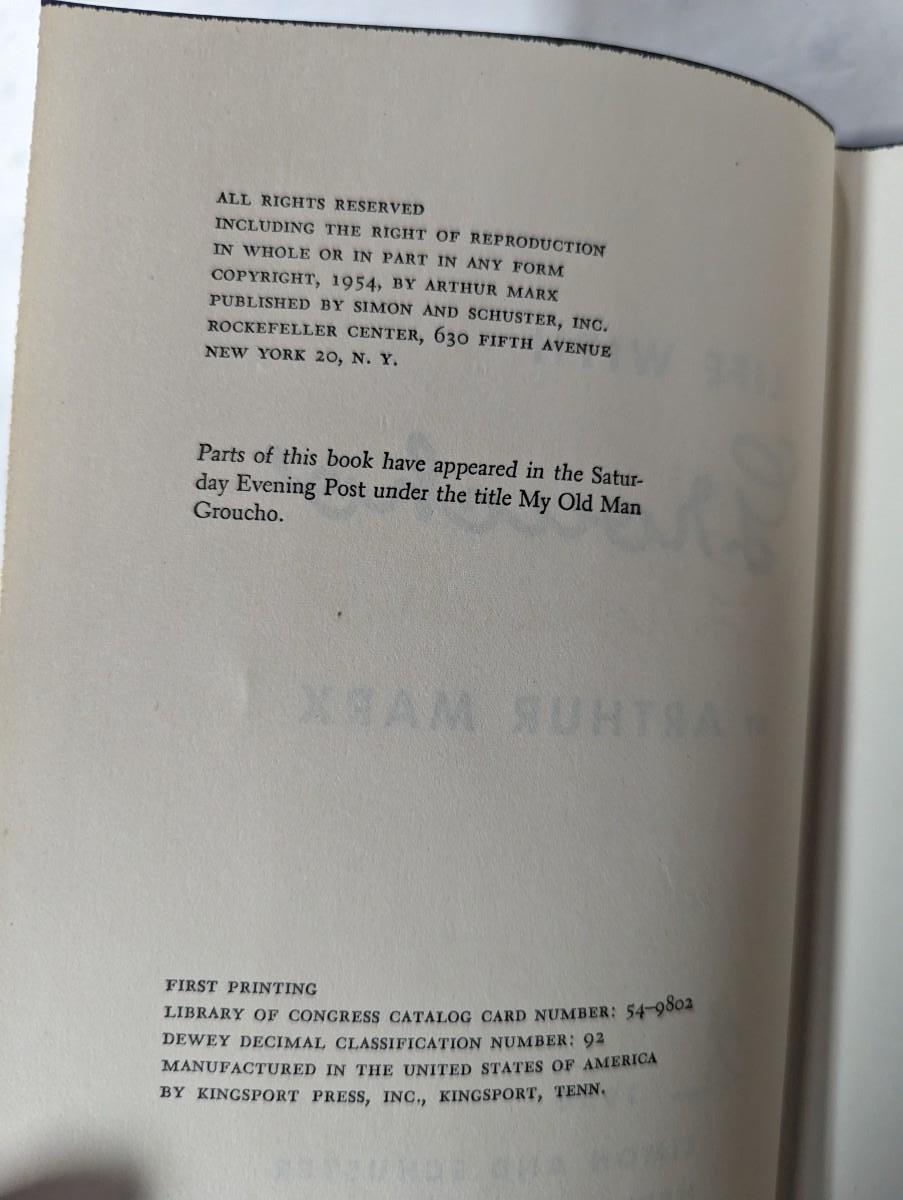 ALL RIGHTS RESERVED
INCLUDING THE RIGHT OF REPRODUCTION
IN WHOLE OR IN PART IN ANY FORM
COPYRIGHT, 1954, BY ARTHUR MARX
PUBLISHED BY SIMON AND SCHUSTER, INC.
ROCKEFELLER CENTER, 630 FIFTH AVENUE
NEW YORK 20, N. Y.
Parts of this book have appeared in the Satur-
day Evening Post under the title My Old Man
Groucho.
FIRST PRINTING
LIBRARY OF CONGRESS CATALOG CARD NUMBER: 54-9802
DEWEY DECIMAL CLASSIFICATION NUMBER: 92
MANUFACTURED IN THE UNITED STATES OF AMERICA
BY KINGSPORT PRESS, INC., KINGSPORT, TENN.